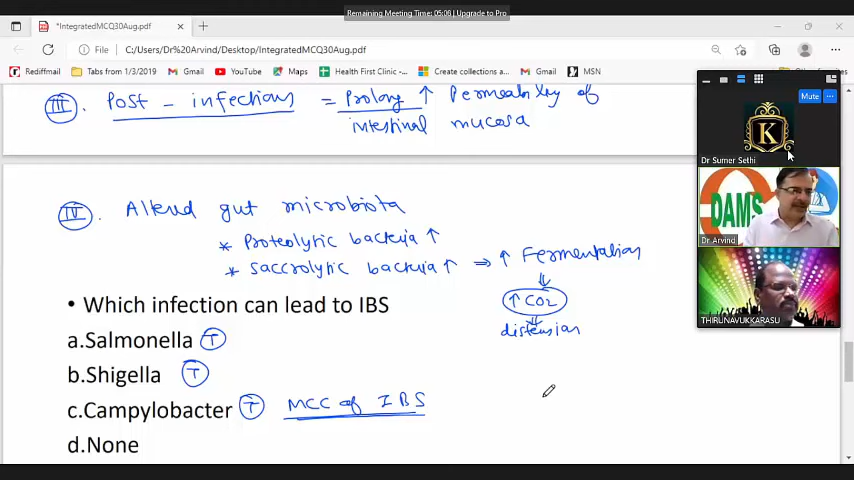 Remaining Meeting Time: 05:06 | Upgrade to Pro
*IntegratedMCQ30Aug.pdf
File C:/Users/Dr%20Arvind/Desktop/IntegratedMCQ30Aug.pdf
Rediffmail Tabs from 1/3/2019 Gmail YouTube Maps Health First Clinic -... Create collections a... Gmail MSN
III. Post - infectious = Prolong ↑ Permeability of
intestinal mucosa
IV. Altered gut microbiota
* Proteolytic bacteria ↑
* Saccrolytic bacteria ↑ ⇒ ↑ Fermentation
↑ CO2
distension
• Which infection can lead to IBS
a.Salmonella T
b.Shigella T
c.Campylobacter T MCC of IBS
d.None
Mute ...
K
Dr Sumer Sethi
DAMS
Dr Arvind
THIRUNAVUKKARASU